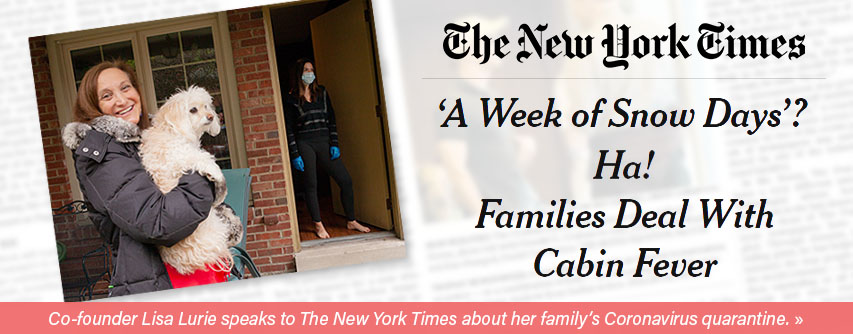 The New York Times
‘A Week of Snow Days’?
Ha!
Families Deal With
Cabin Fever
Co-founder Lisa Lurie speaks to The New York Times about her family’s Coronavirus quarantine. »